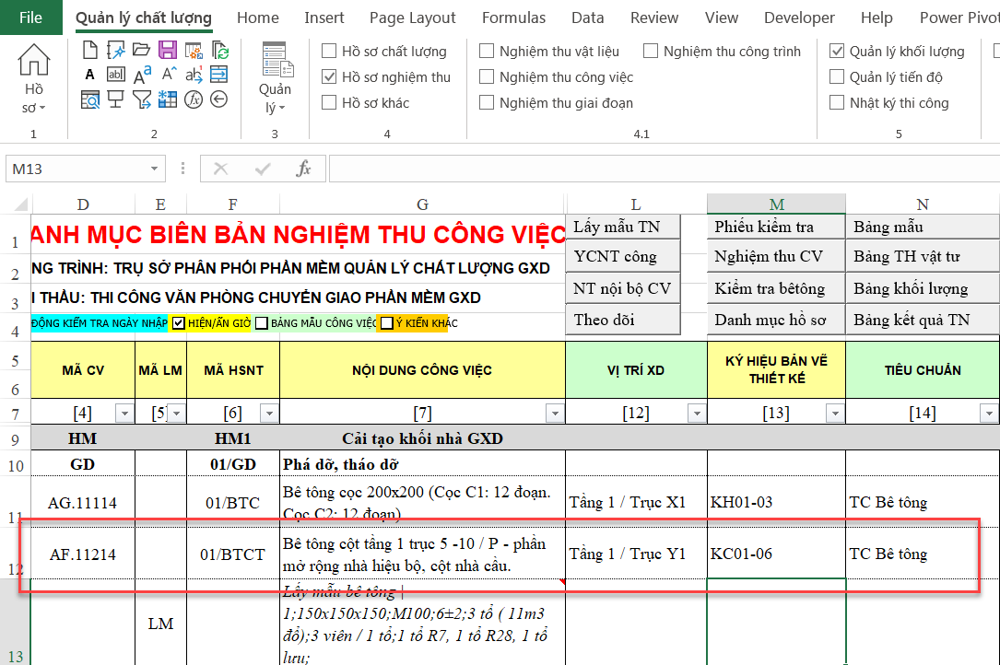 File Quản lý chất lượng Home Insert Page Layout Formulas Data Review View Developer Help Power Pivot
Hồ sơ
1
A ab
2
Quản lý
3
Hồ sơ chất lượng
Hồ sơ nghiệm thu
Hồ sơ khác
4
Nghiệm thu vật liệu Nghiệm thu công trình
Nghiệm thu công việc
Nghiệm thu giai đoạn
4.1
Quản lý khối lượng
Quản lý tiến độ
Nhật ký thi công
5
M13 fx
D E F G L M N
1 ANH MỤC BIÊN BẢN NGHIỆM THU CÔNG VIỆC
2 NG TRÌNH: TRỤ SỞ PHÂN PHỐI PHẦN MỀM QUẢN LÝ CHẤT LƯỢNG GXD
3 I THẦU: THI CÔNG VĂN PHÒNG CHUYỂN GIAO PHẦN MỀM GXD
4 ĐỘNG KIỂM TRA NGÀY NHẬP HIỆN/ẨN GIỜ BẢNG MẪU CÔNG VIỆC Ý KIẾN KHÁC
Lấy mẫu TN Phiếu kiểm tra Bảng mẫu
YCNT công Nghiệm thu CV Bảng TH vật tư
NT nội bộ CV Kiểm tra bêtông Bảng khối lượng
Theo dõi Danh mục hồ sơ Bảng kết quả TN
5
6
MÃ CV MÃ LM MÃ HSNT NỘI DUNG CÔNG VIỆC VỊ TRÍ XD KÝ HIỆU BẢN VẼ THIẾT KẾ TIÊU CHUẨN
7 [4] [5] [6] [7] [12] [13] [14]
9 HM HM1 Cải tạo khối nhà GXD
10 GD 01/GD Phá dỡ, tháo dỡ
11 AG.11114 01/BTC Bê tông cọc 200x200 (Cọc C1: 12 đoạn. Tầng 1 / Trục X1 KH01-03 TC Bê tông
Cọc C2: 12 đoạn)
12 AF.11214 01/BTCT Bê tông cột tầng 1 trục 5 -10 / P - phần Tầng 1 / Trục Y1 KC01-06 TC Bê tông
mở rộng nhà hiệu bộ, cột nhà cầu.
13 LM Lấy mẫu bê tông |
1;150x150x150;M100;6±2;3 tổ ( 11m3
đổ);3 viên / 1 tổ;1 tổ R7, 1 tổ R28, 1 tổ
lưu;